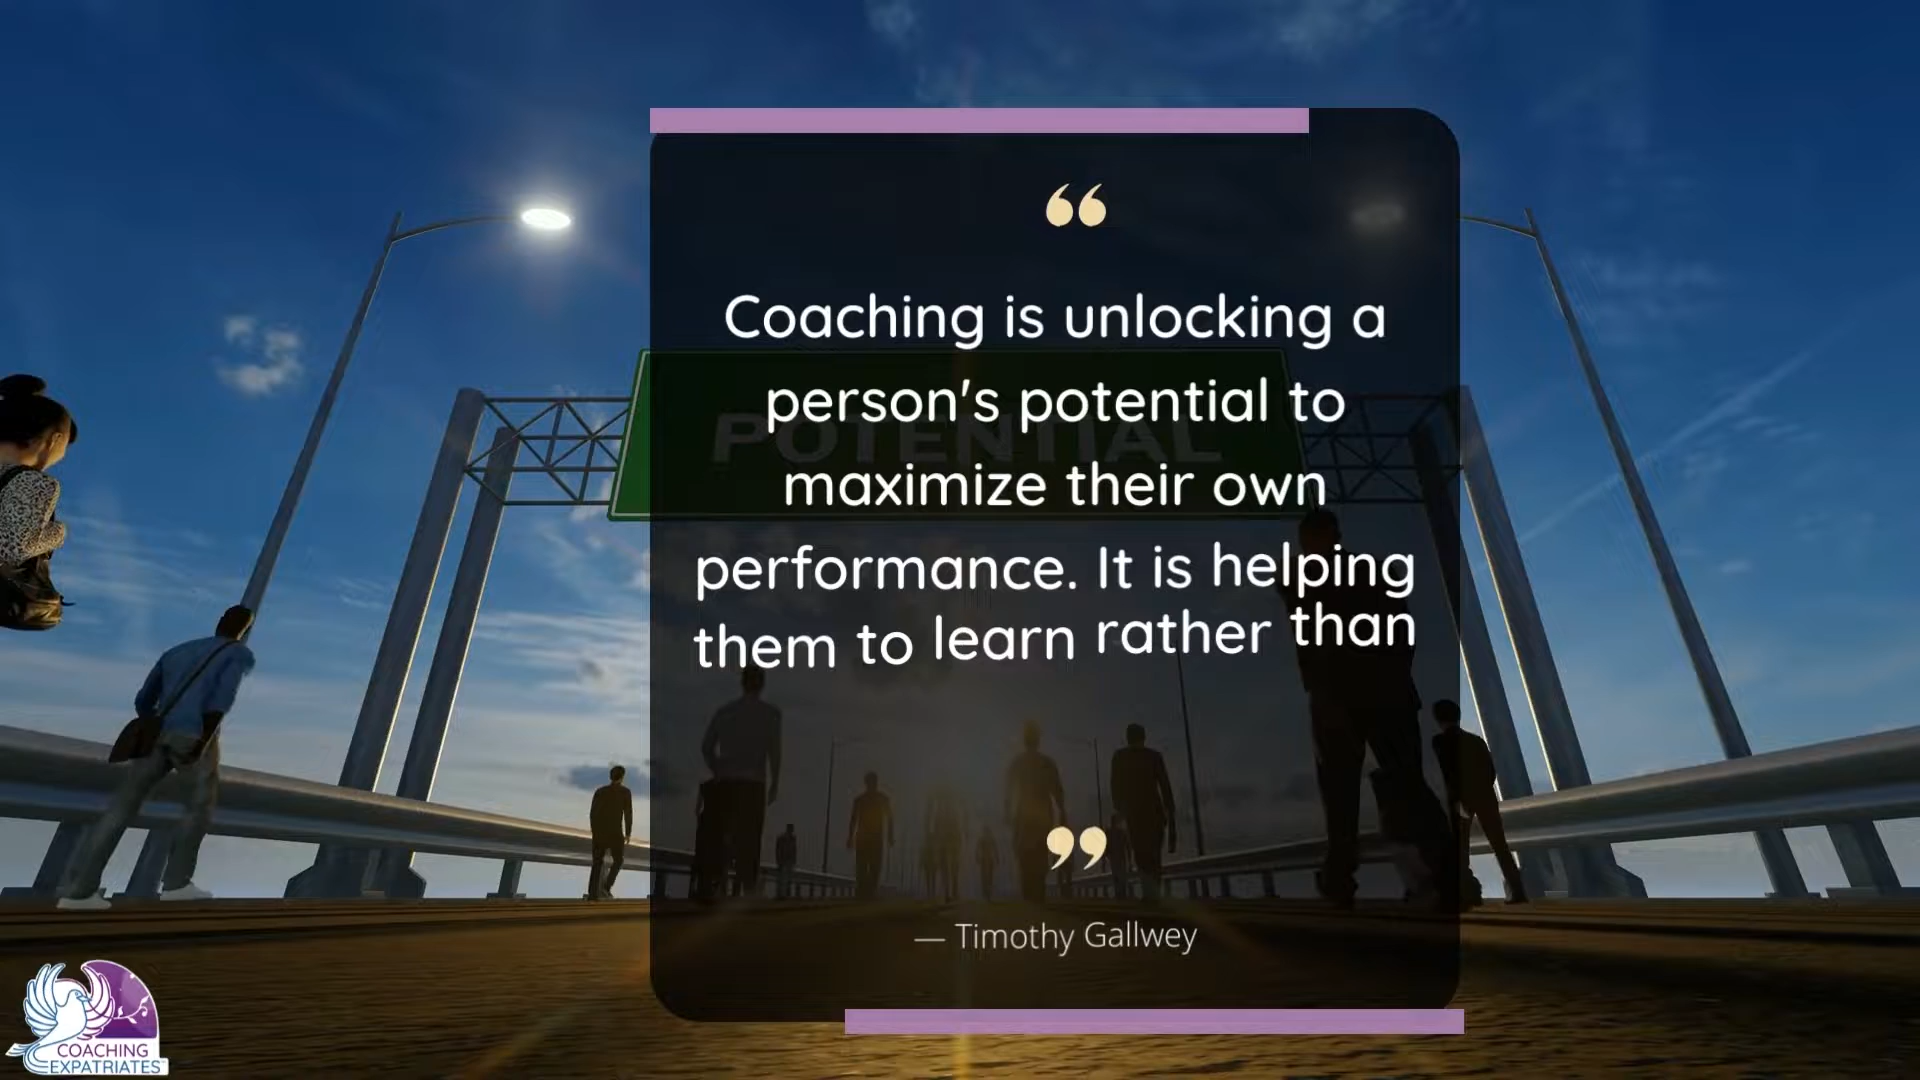 POTENTIAL
“
Coaching is unlocking a
person's potential to
maximize their own
performance. It is helping
them to learn rather than
”
— Timothy Gallwey
COACHING
EXPATRIATES